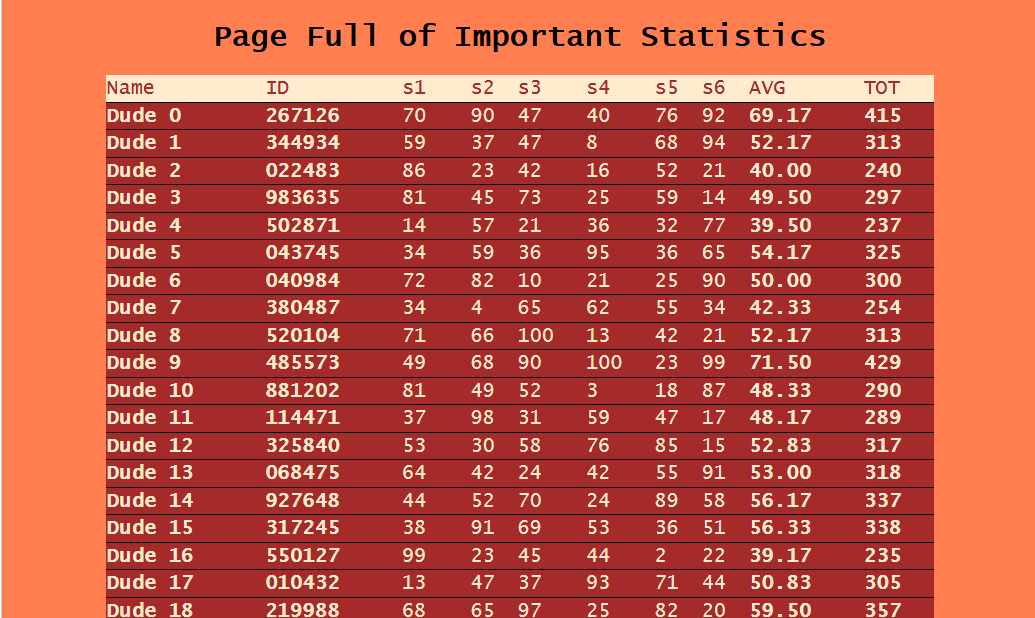 Page Full of Important Statistics
Name ID s1 s2 s3 s4 s5 s6 AVG TOT
Dude 0 267126 70 90 47 40 76 92 69.17 415
Dude 1 344934 59 37 47 8 68 94 52.17 313
Dude 2 022483 86 23 42 16 52 21 40.00 240
Dude 3 983635 81 45 73 25 59 14 49.50 297
Dude 4 502871 14 57 21 36 32 77 39.50 237
Dude 5 043745 34 59 36 95 36 65 54.17 325
Dude 6 040984 72 82 10 21 25 90 50.00 300
Dude 7 380487 34 4 65 62 55 34 42.33 254
Dude 8 520104 71 66 100 13 42 21 52.17 313
Dude 9 485573 49 68 90 100 23 99 71.50 429
Dude 10 881202 81 49 52 3 18 87 48.33 290
Dude 11 114471 37 98 31 59 47 17 48.17 289
Dude 12 325840 53 30 58 76 85 15 52.83 317
Dude 13 068475 64 42 24 42 55 91 53.00 318
Dude 14 927648 44 52 70 24 89 58 56.17 337
Dude 15 317245 38 91 69 53 36 51 56.33 338
Dude 16 550127 99 23 45 44 2 22 39.17 235
Dude 17 010432 13 47 37 93 71 44 50.83 305
Dude 18 219988 68 65 97 25 82 20 59.50 357